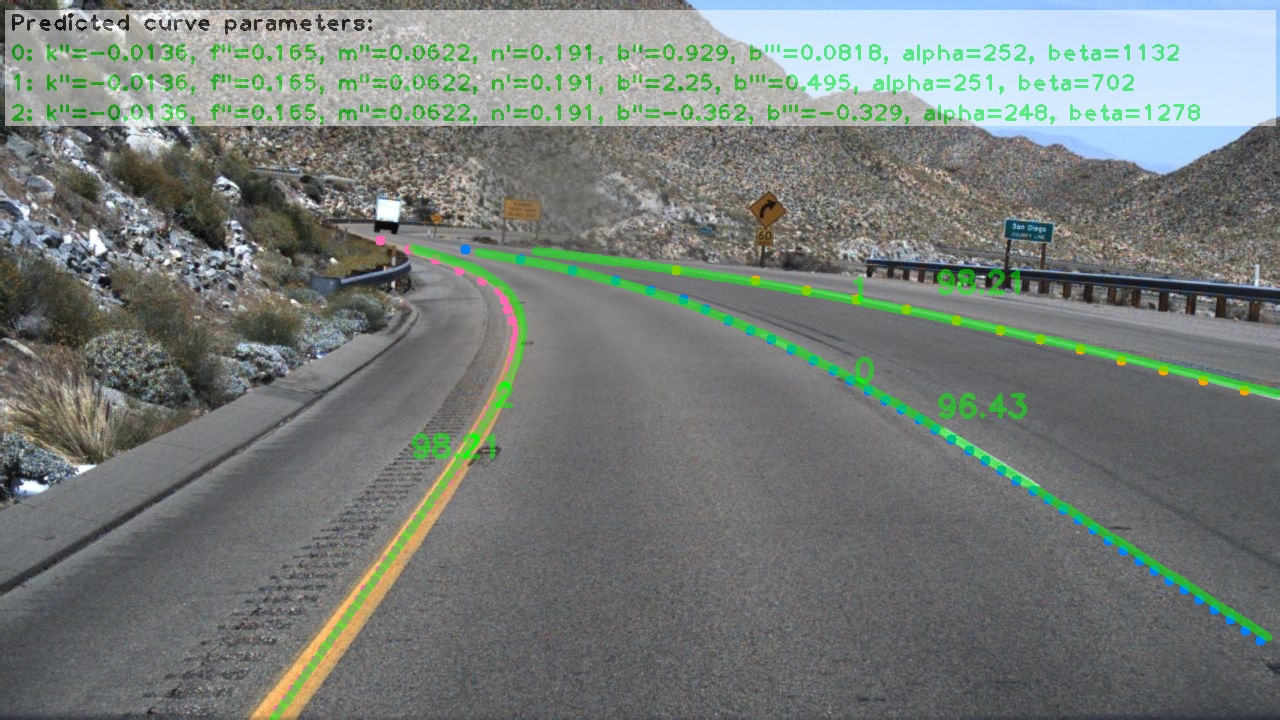 Predicted curve parameters:
0: k''=-0.0136, f''=0.165, m''=0.0622, n'=0.191, b''=0.929, b'''=0.0818, alpha=252, beta=1132
1: k''=-0.0136, f''=0.165, m''=0.0622, n'=0.191, b''=2.25, b'''=0.495, alpha=251, beta=702
2: k''=-0.0136, f''=0.165, m''=0.0622, n'=0.191, b''=-0.362, b'''=-0.329, alpha=248, beta=1278
San Diego
COUNTY LINE
1
98.21
0
96.43
2
98.21